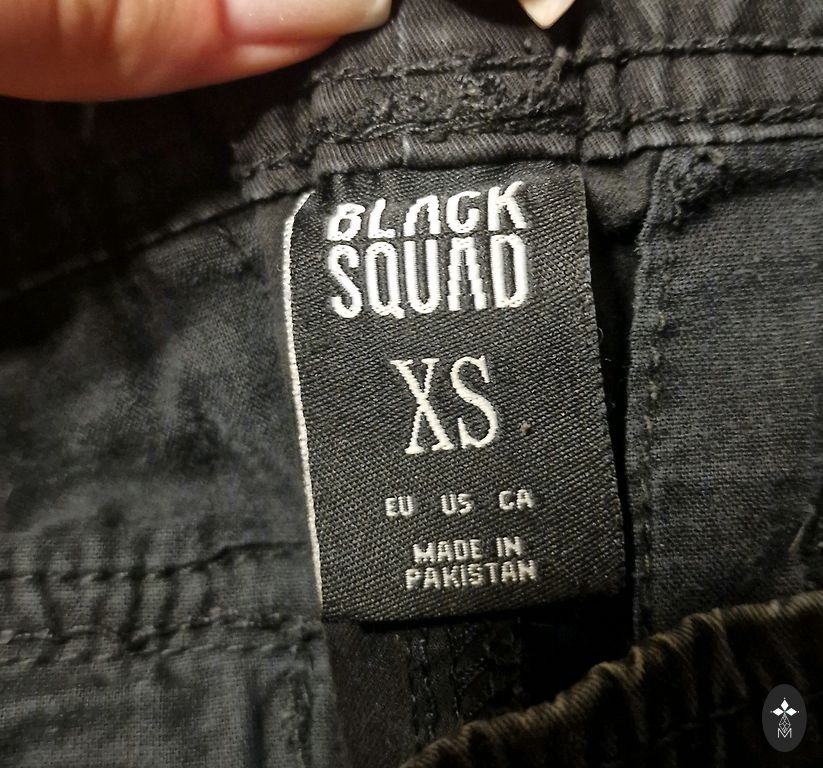 BLACK
SQUAD
XS
EU US CA
MADE IN
PAKISTAN
M